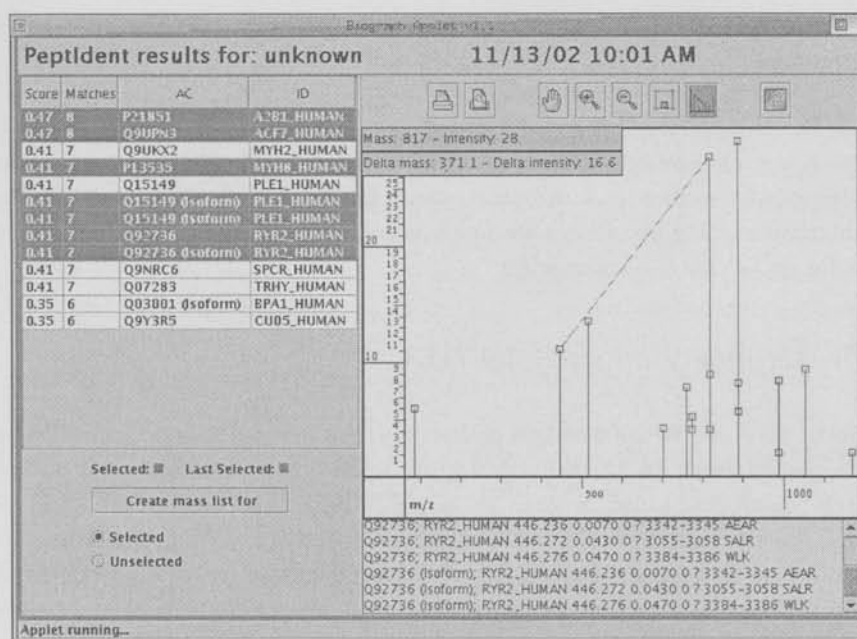 Biograph Applet v1.1
PeptIdent results for: unknown 11/13/02 10:01 AM
Score Matches AC ID
0.47 8 P21851 A2B1_HUMAN
0.47 8 Q9UPN3 ACF7_HUMAN
0.41 7 Q9UKX2 MYH2_HUMAN
0.41 7 P13535 MYH8_HUMAN
0.41 7 Q15149 PLE1_HUMAN
0.41 7 Q15149 (Isoform) PLE1_HUMAN
0.41 7 Q15149 (Isoform) PLE1_HUMAN
0.41 7 Q92736 RYR2_HUMAN
0.41 7 Q92736 (Isoform) RYR2_HUMAN
0.41 7 Q9NRC6 SPCR_HUMAN
0.41 7 Q07283 TRHY_HUMAN
0.35 6 Q03001 (Isoform) BPA1_HUMAN
0.35 6 Q9Y3R5 CU05_HUMAN
Selected: Last Selected:
Create mass list for
Selected
Unselected
Mass: 817 - Intensity: 28,
Delta mass: 371.1 - Delta intensity: 16.6
25
24
23
22
21
20
19
18
17
16
15
14
13
12
11
10
9
8
7
6
5
4
3
2
1
m/z 500 1000
Q92736; RYR2_HUMAN 446.236 0.0070 0 ? 3342-3345 AEAR
Q92736; RYR2_HUMAN 446.272 0.0430 0 ? 3055-3058 SALR
Q92736; RYR2_HUMAN 446.276 0.0470 0 ? 3384-3386 WLK
Q92736 (Isoform); RYR2_HUMAN 446.236 0.0070 0 ? 3342-3345 AEAR
Q92736 (Isoform); RYR2_HUMAN 446.272 0.0430 0 ? 3055-3058 SALR
Q92736 (Isoform); RYR2_HUMAN 446.276 0.0470 0 ? 3384-3386 WLK
Applet running...